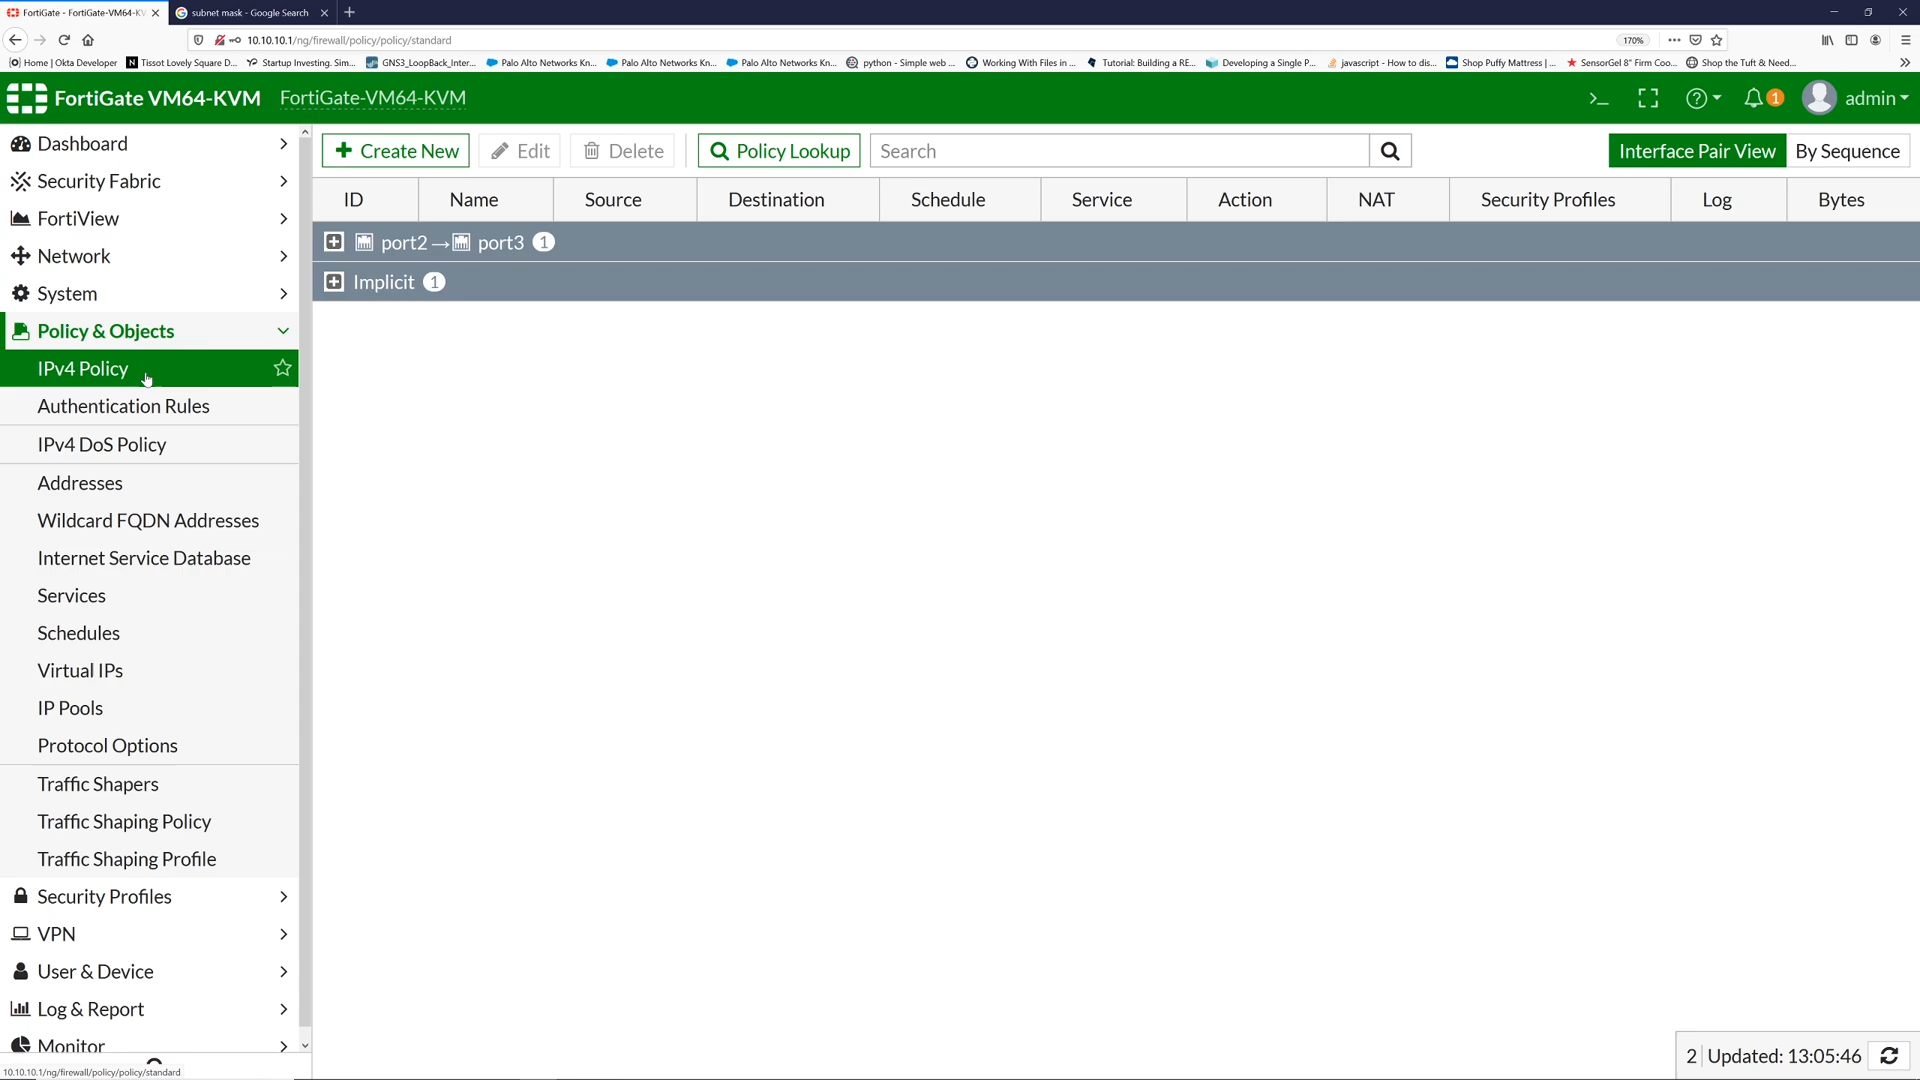 FortiGate - FortiGate-VM64-KV
subnet mask - Google Search
10.10.10.1/ng/firewall/policy/policy/standard
170%
Home | Okta Developer
Tissot Lovely Square D...
Startup Investing. Sim...
GNS3_LoopBack_Inter...
Palo Alto Networks Kn...
Palo Alto Networks Kn...
Palo Alto Networks Kn...
python - Simple web ...
Working With Files in ...
Tutorial: Building a RE...
Developing a Single P...
javascript - How to dis...
Shop Puffy Mattress | ...
SensorGel 8" Firm Coo...
Shop the Tuft & Need...
FortiGate VM64-KVM
FortiGate-VM64-KVM
1
admin
Dashboard
Security Fabric
FortiView
Network
System
Policy & Objects
IPv4 Policy
Authentication Rules
IPv4 DoS Policy
Addresses
Wildcard FQDN Addresses
Internet Service Database
Services
Schedules
Virtual IPs
IP Pools
Protocol Options
Traffic Shapers
Traffic Shaping Policy
Traffic Shaping Profile
Security Profiles
VPN
User & Device
Log & Report
Monitor
10.10.10.1/ng/firewall/policy/policy/standard
+ Create New
Edit
Delete
Policy Lookup
Search
Interface Pair View
By Sequence
ID Name Source Destination Schedule Service Action NAT Security Profiles Log Bytes
port2 → port3 1
Implicit 1
2 Updated: 13:05:46